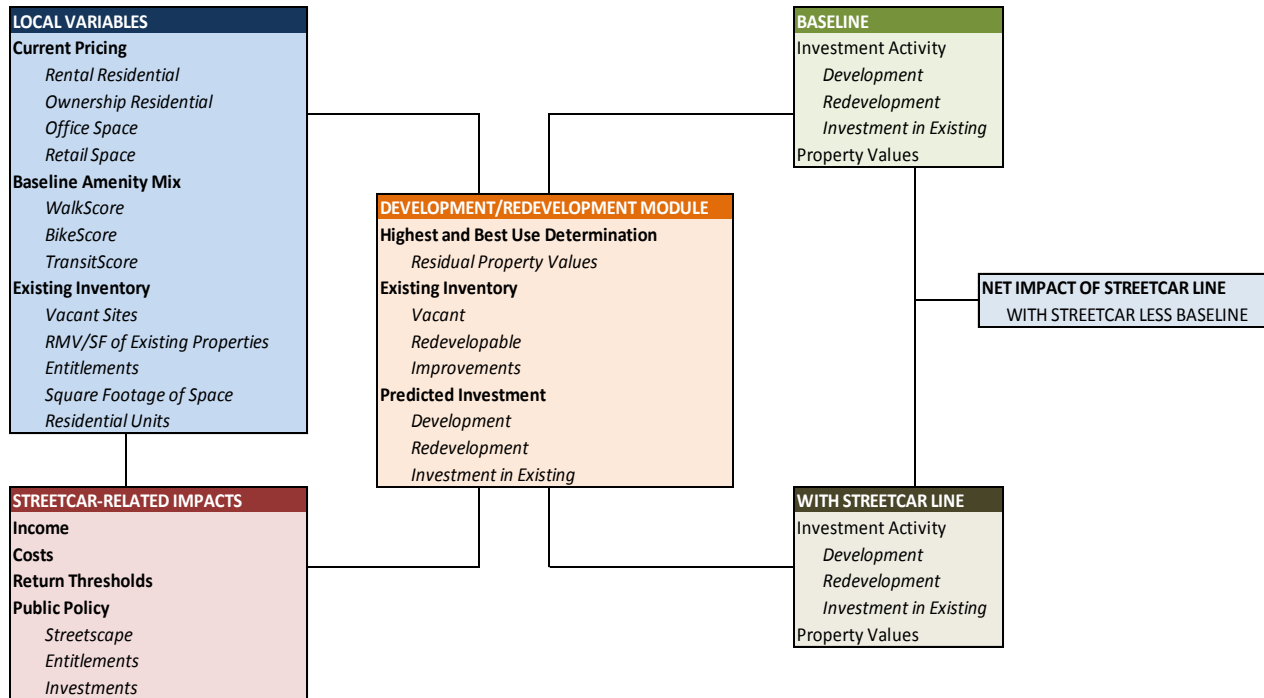 LOCAL VARIABLES
Current Pricing
Rental Residential
Ownership Residential
Office Space
Retail Space
Baseline Amenity Mix
WalkScore
BikeScore
TransitScore
Existing Inventory
Vacant Sites
RMV/SF of Existing Properties
Entitlements
Square Footage of Space
Residential Units
STREETCAR-RELATED IMPACTS
Income
Costs
Return Thresholds
Public Policy
Streetscape
Entitlements
Investments
DEVELOPMENT/REDEVELOPMENT MODULE
Highest and Best Use Determination
Residual Property Values
Existing Inventory
Vacant
Redevelopable
Improvements
Predicted Investment
Development
Redevelopment
Investment in Existing
BASELINE
Investment Activity
Development
Redevelopment
Investment in Existing
Property Values
WITH STREETCAR LINE
Investment Activity
Development
Redevelopment
Investment in Existing
Property Values
NET IMPACT OF STREETCAR LINE
WITH STREETCAR LESS BASELINE